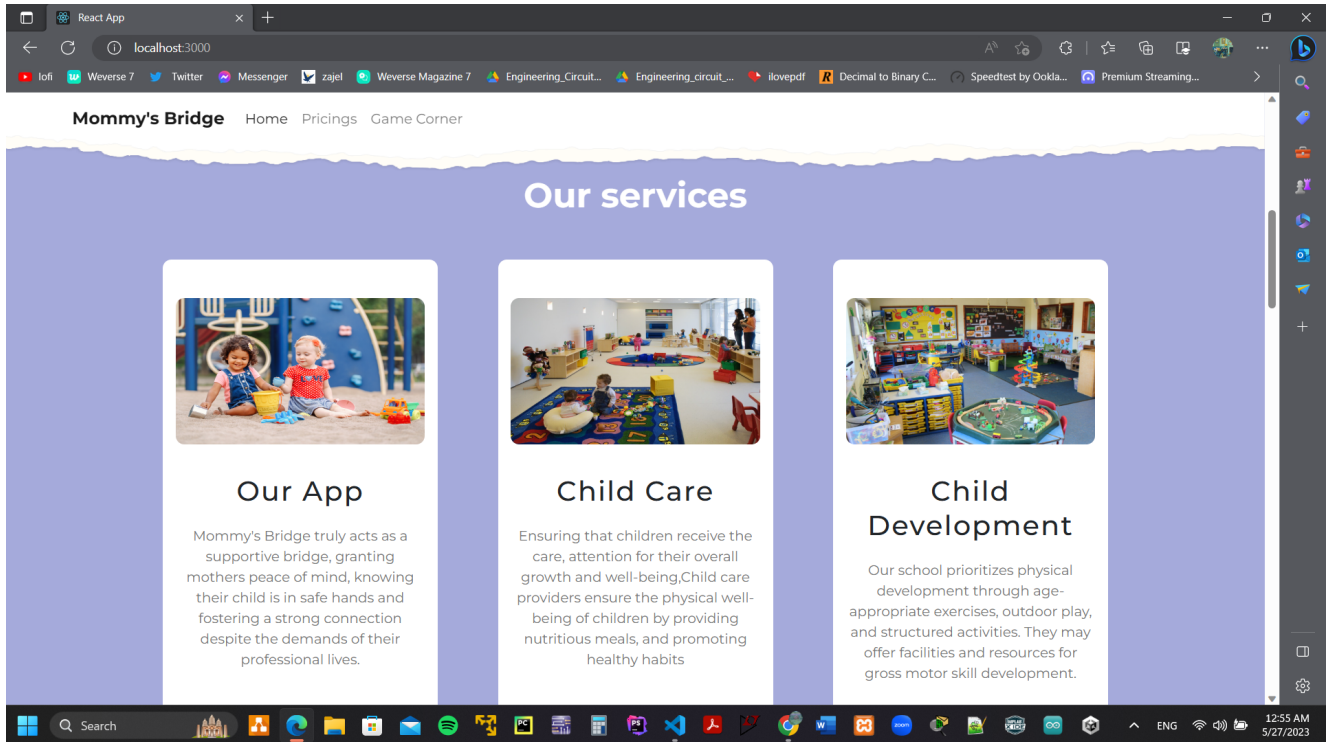 React App
localhost:3000
lofi Weverse 7 Twitter Messenger zajel Weverse Magazine 7 Engineering_Circuit... Engineering_circuit_... ilovepdf Decimal to Binary C... Speedtest by Ookla... Premium Streaming...
Mommy's Bridge Home Pricings Game Corner
Our services
Our App
Mommy's Bridge truly acts as a
supportive bridge, granting
mothers peace of mind, knowing
their child is in safe hands and
fostering a strong connection
despite the demands of their
professional lives.
Child Care
Ensuring that children receive the
care, attention for their overall
growth and well-being,Child care
providers ensure the physical well-
being of children by providing
nutritious meals, and promoting
healthy habits
Child
Development
Our school prioritizes physical
development through age-
appropriate exercises, outdoor play,
and structured activities. They may
offer facilities and resources for
gross motor skill development.
Search
ENG
12:55 AM
5/27/2023